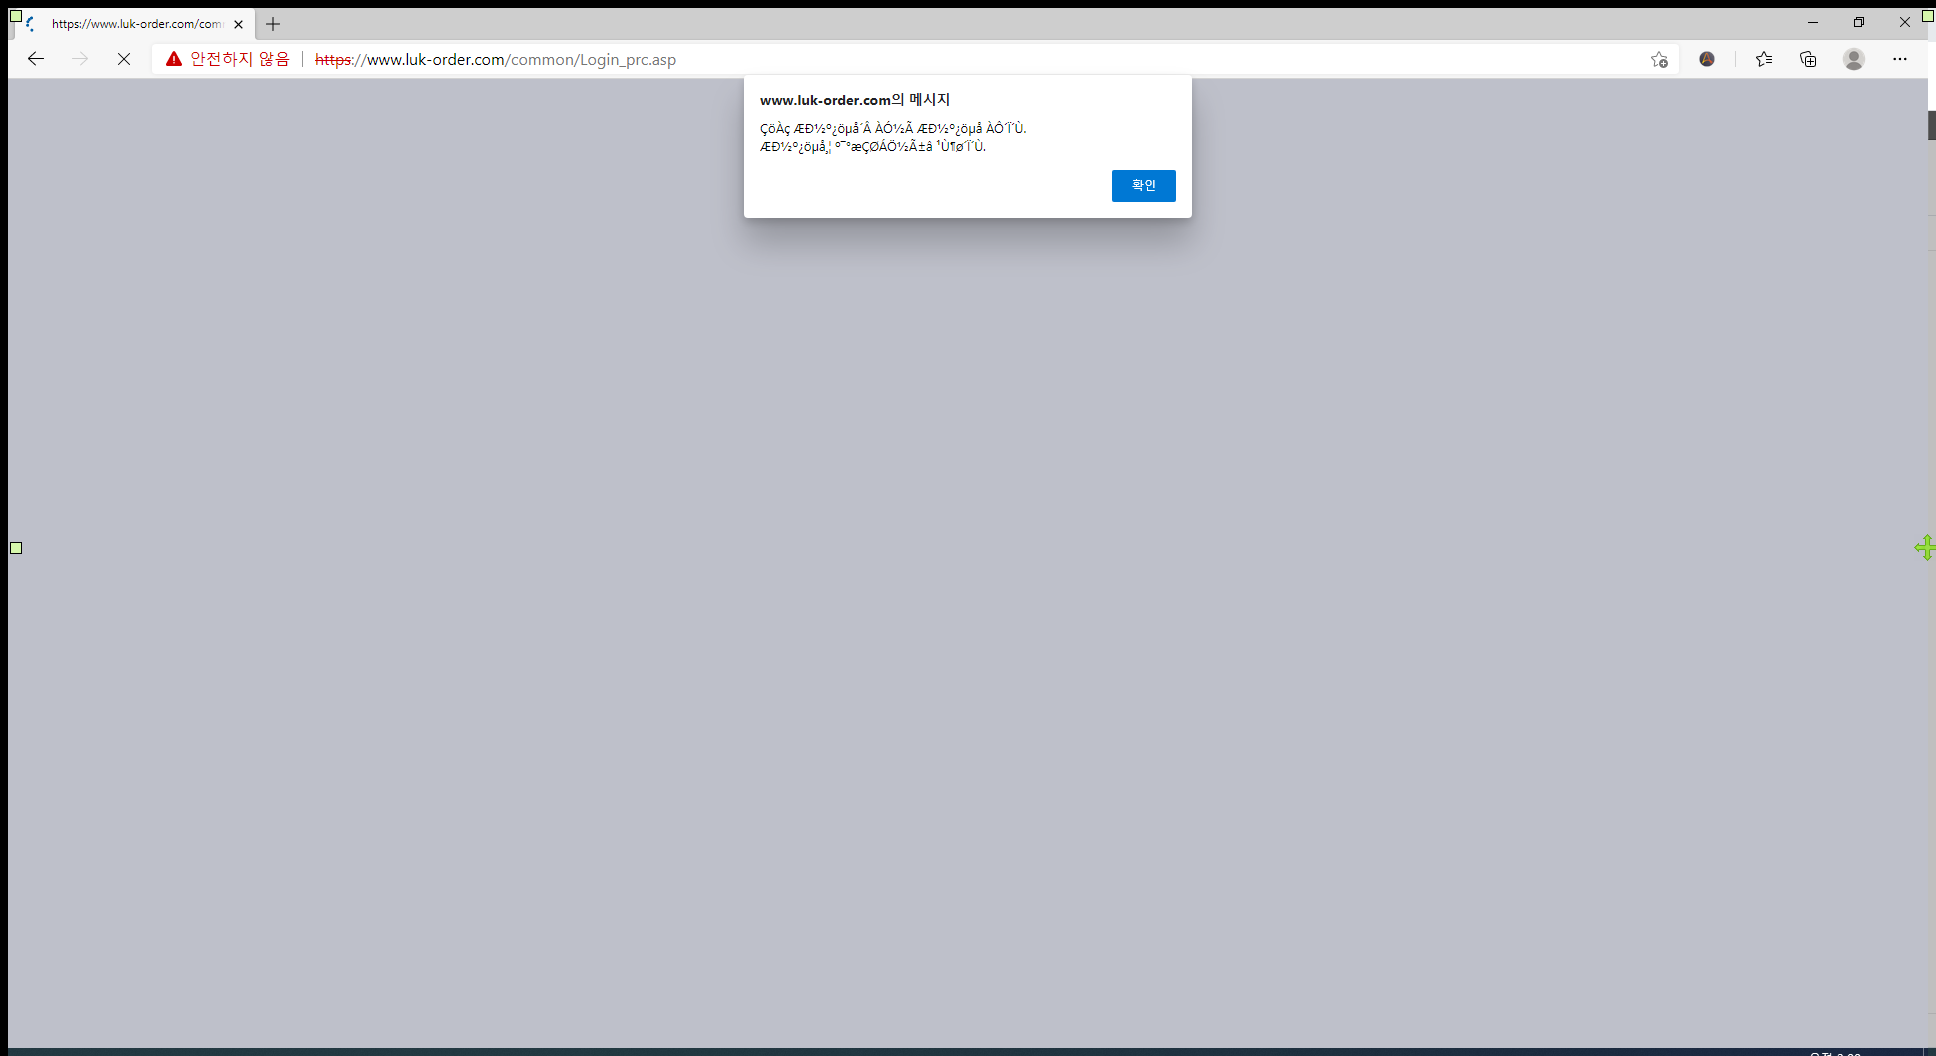 https://www.luk-order.com/com
안전하지 않음
https://www.luk-order.com/common/Login_prc.asp
www.luk-order.com의 메시지
ÇöÀç ÆÐ½º¿öµå´Â ÀÓ½Ã ÆÐ½º¿öµå ÀÔ´Ï´Ù.
ÆÐ½º¿öµå¸¦ º¯°æÇØÁÖ½Ã±â ¹Ù¶ø´Ï´Ù.
확인